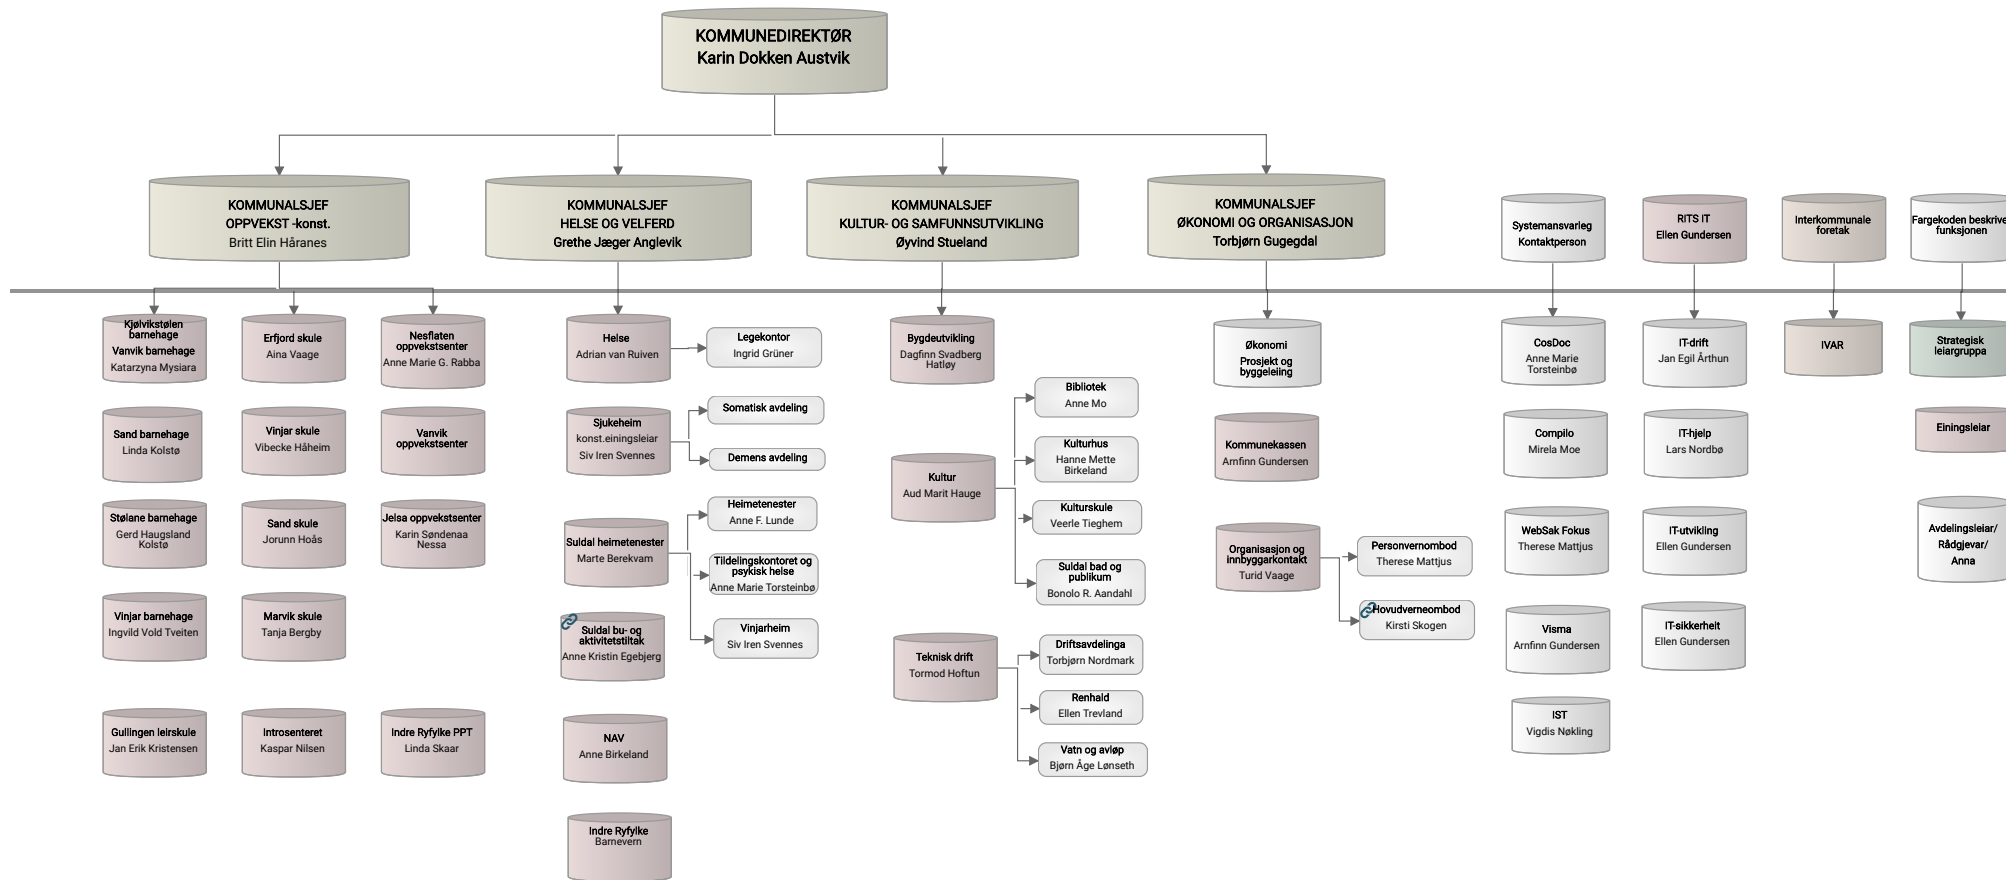 KOMMUNEDIREKTØR
Karin Dokken Austvik
KOMMUNALSJEF
OPPVEKST -konst.
Britt Elin Håranes
KOMMUNALSJEF
HELSE OG VELFERD
Grethe Jæger Anglevik
KOMMUNALSJEF
KULTUR- OG SAMFUNNSUTVIKLING
Øyvind Stueland
KOMMUNALSJEF
ØKONOMI OG ORGANISASJON
Torbjørn Gugegdal
Systemansvarleg
Kontaktperson
RITS IT
Ellen Gundersen
Interkommunale
foretak
Fargekoden beskrive
funksjonen
Kjølvikstølen
barnehage
Vanvik barnehage
Katarzyna Mysiara
Sand barnehage
Linda Kolstø
Stølane barnehage
Gerd Haugsland
Kolstø
Vinjar barnehage
Ingvild Vold Tveiten
Gullingen leirskule
Jan Erik Kristensen
Erfjord skule
Aina Vaage
Vinjar skule
Vibecke Håheim
Sand skule
Jorunn Hoås
Marvik skule
Tanja Bergby
Introsenteret
Kaspar Nilsen
Nesflaten
oppvekstsenter
Anne Marie G. Rabba
Vanvik
oppvekstsenter
Jelsa oppvekstsenter
Karin Søndenaa
Nessa
Indre Ryfylke PPT
Linda Skaar
Helse
Adrian van Ruiven
Legekontor
Ingrid Grüner
Sjukeheim
konst.einingsleiar
Siv Iren Svennes
Somatisk avdeling
Demens avdeling
Suldal heimetenester
Marte Berekvam
Heimetenester
Anne F. Lunde
Tildelingskontoret og
psykisk helse
Anne Marie Torsteinbø
Vinjarheim
Siv Iren Svennes
Suldal bu- og
aktivitetstiltak
Anne Kristin Egebjerg
NAV
Anne Birkeland
Indre Ryfylke
Barnevern
Bygdeutvikling
Dagfinn Svadberg
Hatløy
Kultur
Aud Marit Hauge
Bibliotek
Anne Mo
Kulturhus
Hanne Mette
Birkeland
Kulturskule
Veerle Tieghem
Suldal bad og
publikum
Bonolo R. Aandahl
Teknisk drift
Tormod Hoftun
Driftsavdelinga
Torbjørn Nordmark
Renhald
Ellen Trevland
Vatn og avløp
Bjørn Åge Lønseth
Økonomi
Prosjekt og
byggeleiing
Kommunekassen
Arnfinn Gundersen
Organisasjon og
innbyggarkontakt
Turid Vaage
Personvernombod
Therese Mattjus
Hovudverneombod
Kirsti Skogen
CosDoc
Anne Marie
Torsteinbø
Compilo
Mirela Moe
WebSak Fokus
Therese Mattjus
Visma
Arnfinn Gundersen
IST
Vigdis Nøkling
IT-drift
Jan Egil Årthun
IT-hjelp
Lars Nordbø
IT-utvikling
Ellen Gundersen
IT-sikkerheit
Ellen Gundersen
IVAR
Strategisk
leiargruppa
Einingsleiar
Avdelingsleiar/
Rådgjevar/
Anna